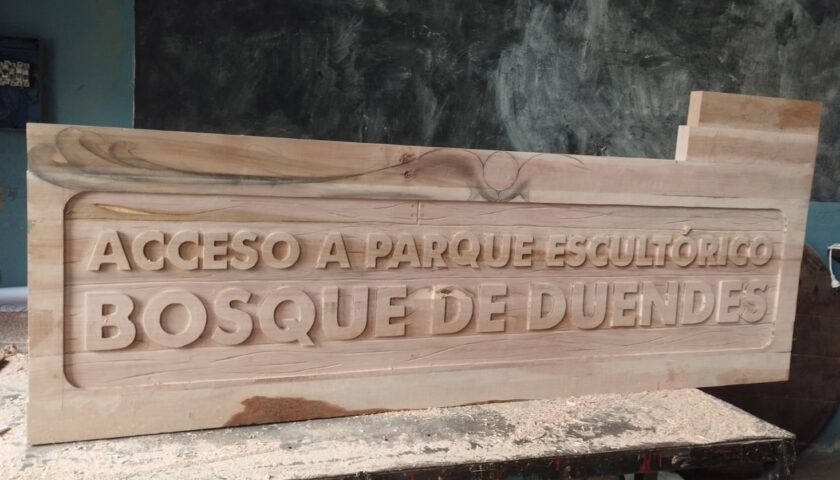 ACCESO A PARQUE ESCULTÓRICO
BOSQUE DE DUENDES